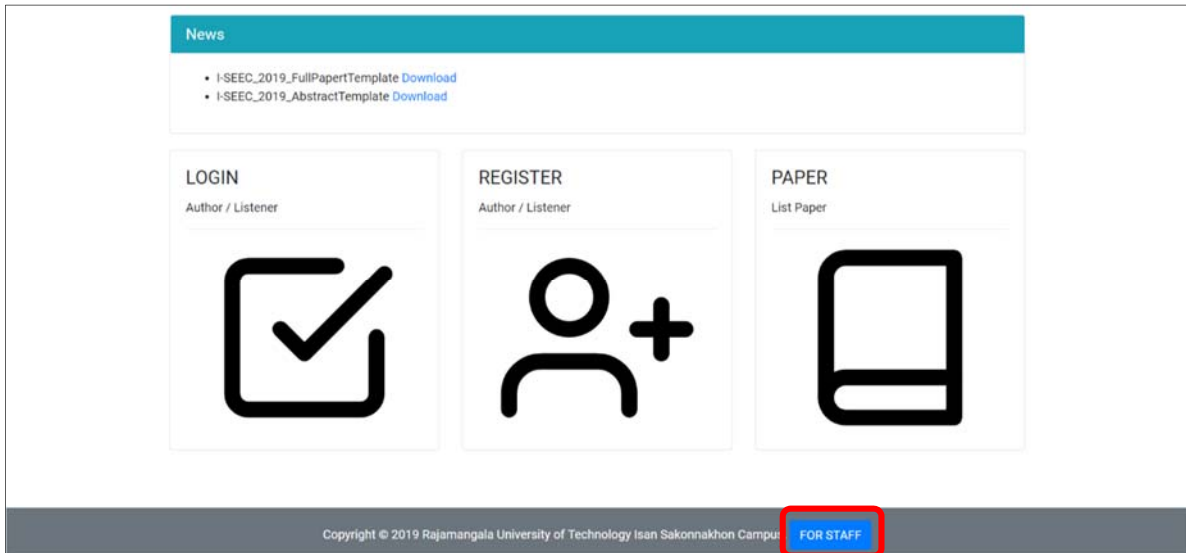 News
I-SEEC_2019_FullPapertTemplate Download
I-SEEC_2019_AbstractTemplate Download
LOGIN
Author / Listener
REGISTER
Author / Listener
PAPER
List Paper
Copyright © 2019 Rajamangala University of Technology Isan Sakonnakhon Campus FOR STAFF